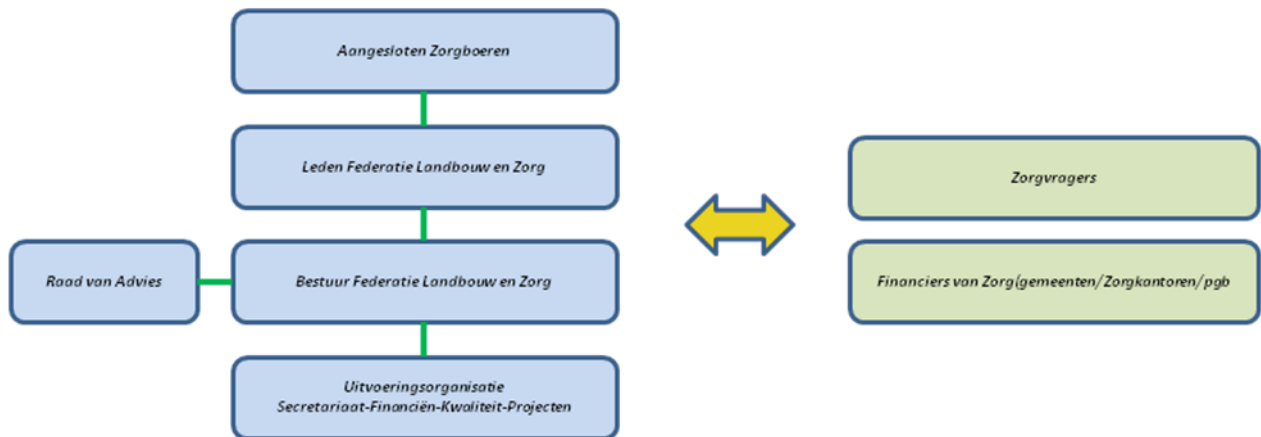 Aangesloten Zorgboeren
Leden Federatie Landbouw en Zorg
Raad van Advies
Bestuur Federatie Landbouw en Zorg
Uitvoeringsorganisatie
Secretariaat-Financiën-Kwaliteit-Projecten
Zorgvragers
Financiers van Zorg(gemeenten/Zorgkantoren/pgb